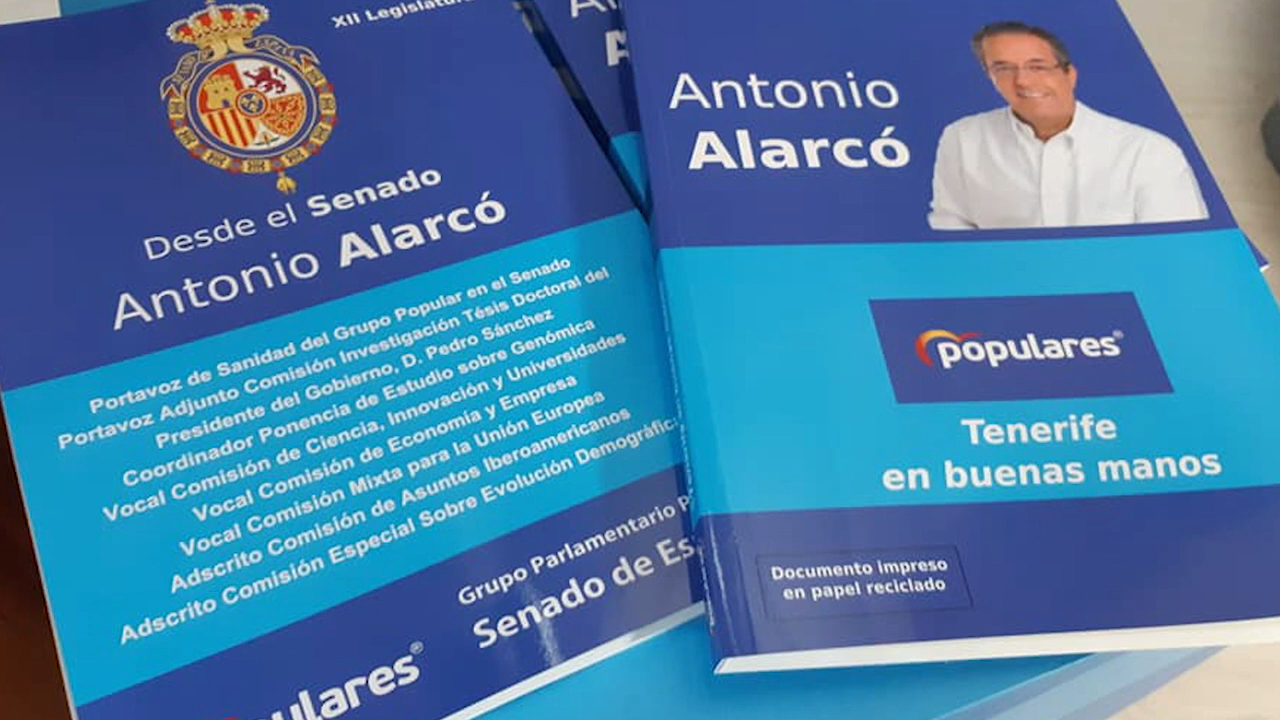 XII Legislatura
Desde el Senado
Antonio Alarcó
Portavoz de Sanidad del Grupo Popular en el Senado
Portavoz Adjunto Comisión Investigación Tésis Doctoral del
Presidente del Gobierno, D. Pedro Sánchez
Coordinador Ponencia de Estudio sobre Genómica
Vocal Comisión de Ciencia, Innovación y Universidades
Vocal Comisión de Economía y Empresa
Vocal Comisión Mixta para la Unión Europea
Adscrito Comisión de Asuntos Iberoamericanos
Adscrito Comisión Especial Sobre Evolución Demográfica
Grupo Parlamentario P
Senado de Es
pulares®
Antonio
Alarcó
populares®
Tenerife
en buenas manos
Documento impreso
en papel reciclado